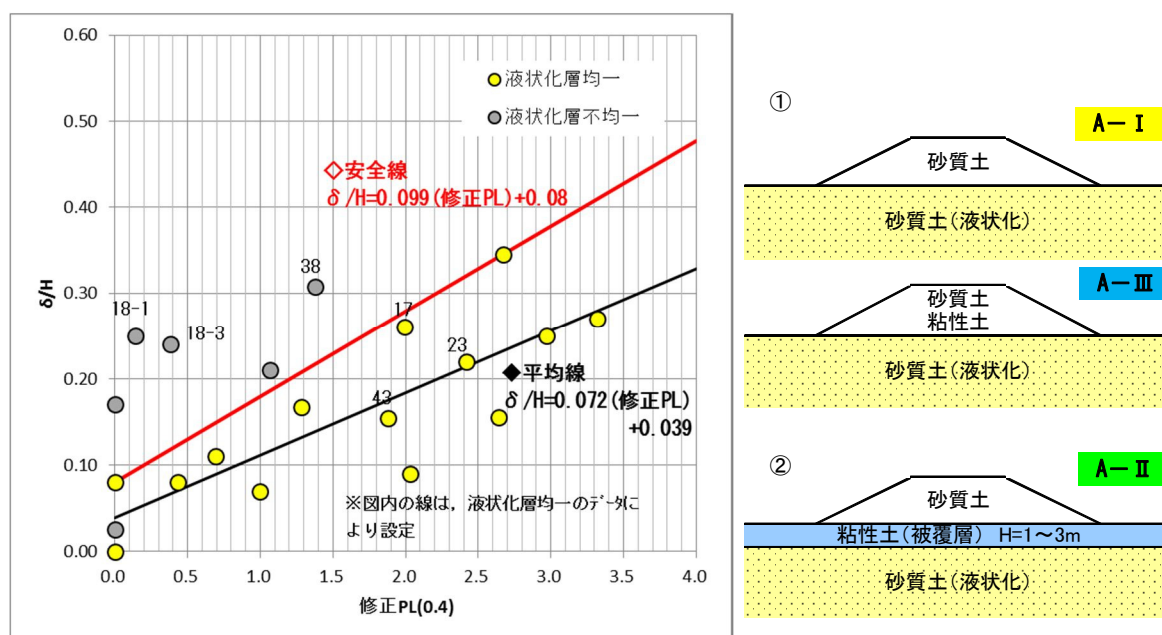 0.60
0.50
0.40
0.30
0.20
0.10
0.00
δ/H
0.0
0.5
1.0
1.5
2.0
2.5
3.0
3.5
4.0
修正PL(0.4)
液状化層均一
液状化層不均一
◇安全線
δ/H=0.099(修正PL)+0.08
38
18-1
18-3
17
23
43
◆平均線
δ/H=0.072(修正PL)
+0.039
※図内の線は，液状化層均一のﾃﾞｰﾀに
より設定
①
A－Ⅰ
砂質土
砂質土(液状化)
A－Ⅲ
砂質土
粘性土
砂質土(液状化)
②
A－Ⅱ
砂質土
粘性土(被覆層) H=1～3m
砂質土(液状化)